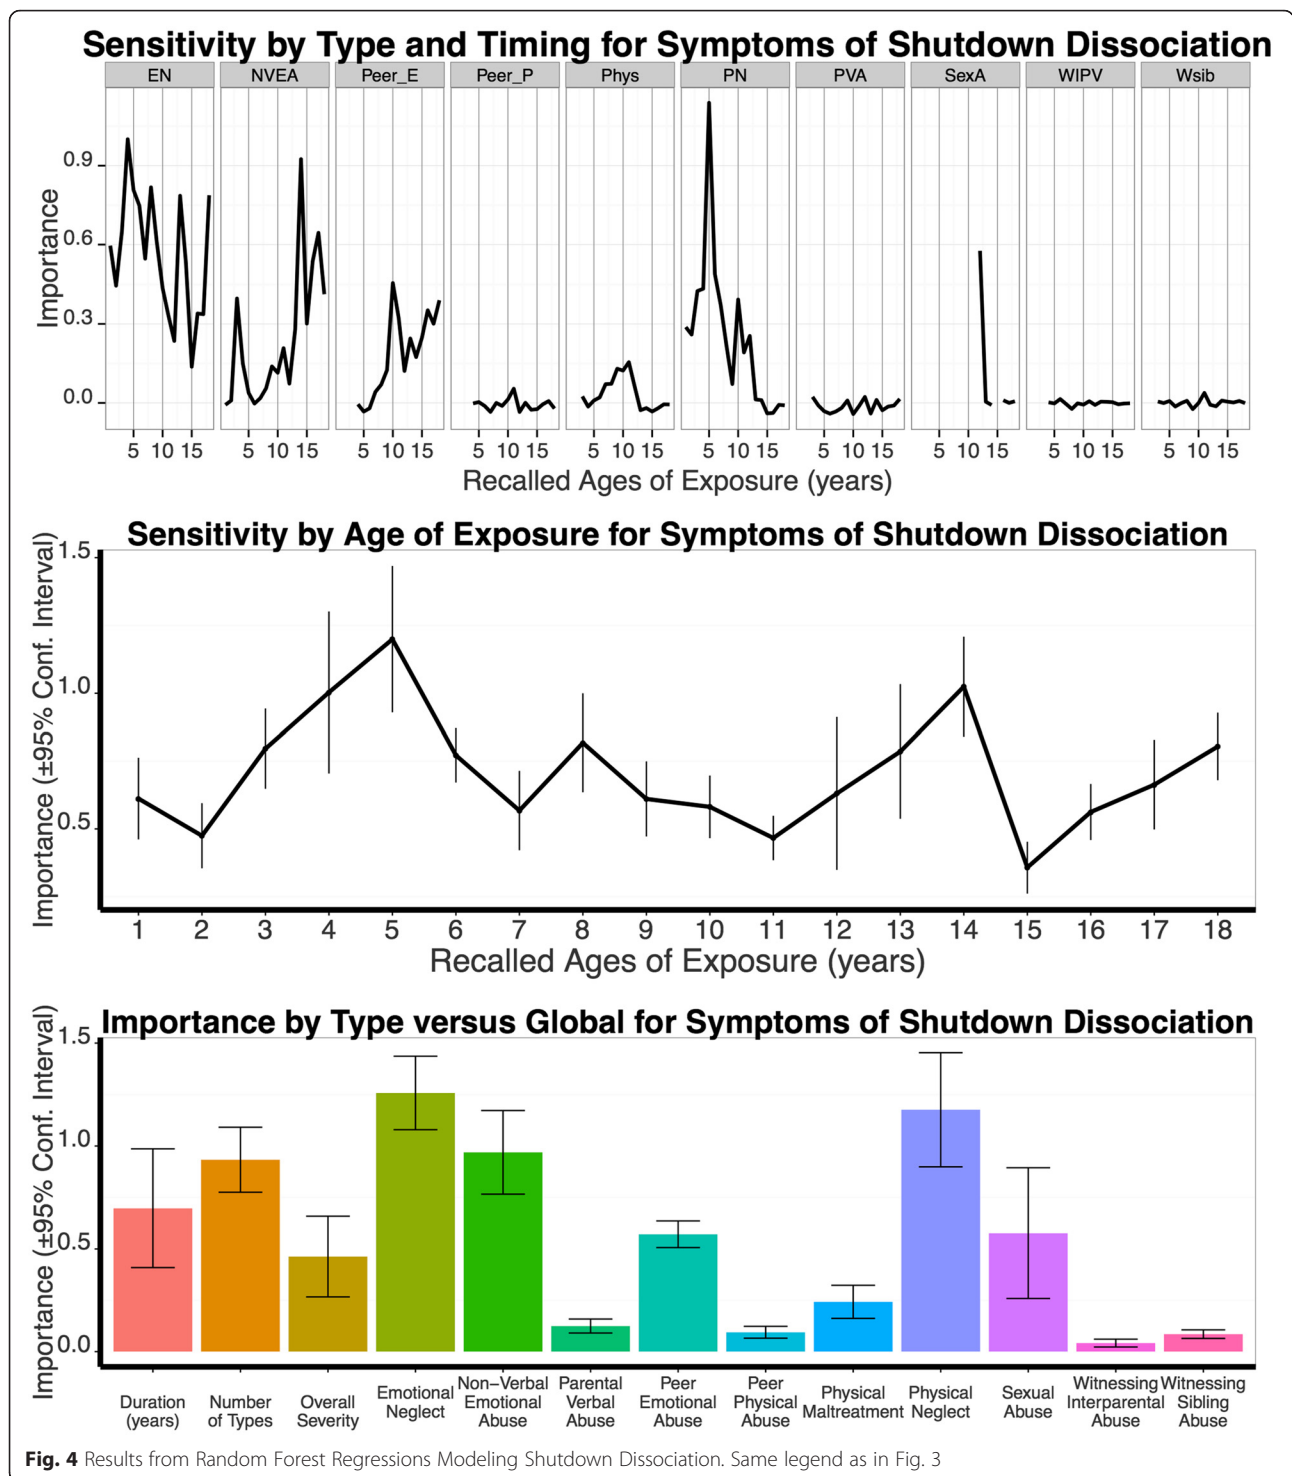 Sensitivity by Type and Timing for Symptoms of Shutdown Dissociation
EN NVEA Peer_E Peer_P Phys PN PVA SexA WIPV Wsib
Importance
0.9
0.6
0.3
0.0
5 10 15 5 10 15 5 10 15 5 10 15 5 10 15 5 10 15 5 10 15 5 10 15 5 10 15 5 10 15
Recalled Ages of Exposure (years)
Sensitivity by Age of Exposure for Symptoms of Shutdown Dissociation
Importance (±95% Conf. Interval)
1.5
1.0
0.5
1 2 3 4 5 6 7 8 9 10 11 12 13 14 15 16 17 18
Recalled Ages of Exposure (years)
Importance by Type versus Global for Symptoms of Shutdown Dissociation
Importance (±95% Conf. Interval)
1.5
1.0
0.5
0.0
Duration
(years)
Number
of Types
Overall
Severity
Emotional
Neglect
Non−Verbal
Emotional
Abuse
Parental
Verbal
Abuse
Peer
Emotional
Abuse
Peer
Physical
Abuse
Physical
Maltreatment
Physical
Neglect
Sexual
Abuse
Witnessing
Interparental
Abuse
Witnessing
Sibling
Abuse
Fig. 4 Results from Random Forest Regressions Modeling Shutdown Dissociation. Same legend as in Fig. 3